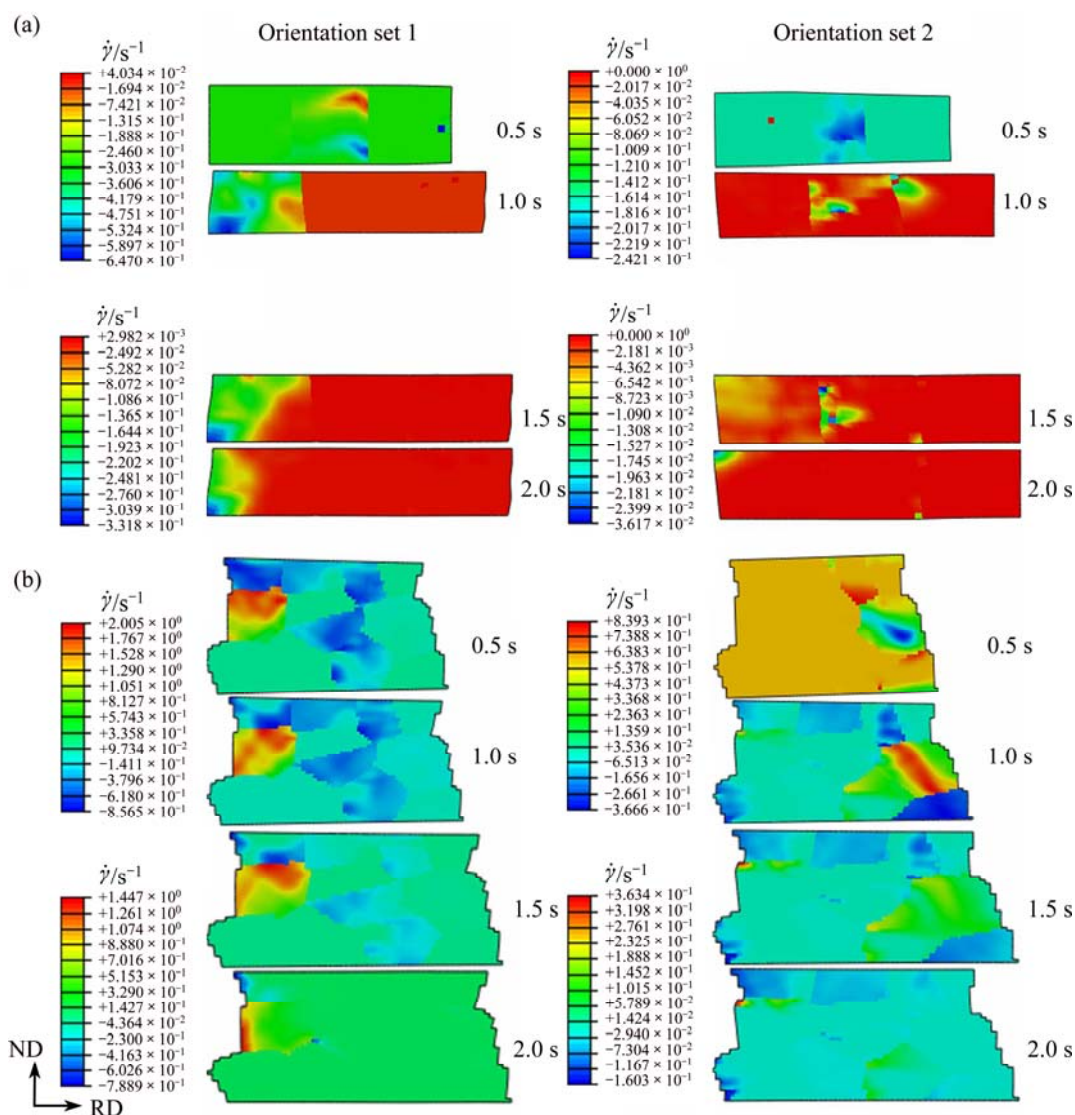 (a)
Orientation set 1
Orientation set 2
γ̇/s⁻¹
+4.034 × 10⁻²
−1.694 × 10⁻²
−7.421 × 10⁻²
−1.315 × 10⁻¹
−1.888 × 10⁻¹
−2.460 × 10⁻¹
−3.033 × 10⁻¹
−3.606 × 10⁻¹
−4.179 × 10⁻¹
−4.751 × 10⁻¹
−5.324 × 10⁻¹
−5.897 × 10⁻¹
−6.470 × 10⁻¹
0.5 s
1.0 s
γ̇/s⁻¹
+0.000 × 10⁰
−2.017 × 10⁻²
−4.035 × 10⁻²
−6.052 × 10⁻²
−8.069 × 10⁻²
−1.009 × 10⁻¹
−1.210 × 10⁻¹
−1.412 × 10⁻¹
−1.614 × 10⁻¹
−1.816 × 10⁻¹
−2.017 × 10⁻¹
−2.219 × 10⁻¹
−2.421 × 10⁻¹
0.5 s
1.0 s
γ̇/s⁻¹
+2.982 × 10⁻³
−2.492 × 10⁻²
−5.282 × 10⁻²
−8.072 × 10⁻²
−1.086 × 10⁻¹
−1.365 × 10⁻¹
−1.644 × 10⁻¹
−1.923 × 10⁻¹
−2.202 × 10⁻¹
−2.481 × 10⁻¹
−2.760 × 10⁻¹
−3.039 × 10⁻¹
−3.318 × 10⁻¹
1.5 s
2.0 s
γ̇/s⁻¹
+0.000 × 10⁰
−2.181 × 10⁻³
−4.362 × 10⁻³
−6.542 × 10⁻³
−8.723 × 10⁻³
−1.090 × 10⁻²
−1.308 × 10⁻²
−1.527 × 10⁻²
−1.745 × 10⁻²
−1.963 × 10⁻²
−2.181 × 10⁻²
−2.399 × 10⁻²
−3.617 × 10⁻²
1.5 s
2.0 s
(b)
γ̇/s⁻¹
+2.005 × 10⁰
+1.767 × 10⁰
+1.528 × 10⁰
+1.290 × 10⁰
+1.051 × 10⁰
+8.127 × 10⁻¹
+5.743 × 10⁻¹
+3.358 × 10⁻¹
+9.734 × 10⁻²
−1.411 × 10⁻¹
−3.796 × 10⁻¹
−6.180 × 10⁻¹
−8.565 × 10⁻¹
0.5 s
1.0 s
γ̇/s⁻¹
+8.393 × 10⁻¹
+7.388 × 10⁻¹
+6.383 × 10⁻¹
+5.378 × 10⁻¹
+4.373 × 10⁻¹
+3.368 × 10⁻¹
+2.363 × 10⁻¹
+1.359 × 10⁻¹
+3.536 × 10⁻²
−6.513 × 10⁻²
−1.656 × 10⁻¹
−2.661 × 10⁻¹
−3.666 × 10⁻¹
0.5 s
1.0 s
γ̇/s⁻¹
+1.447 × 10⁰
+1.261 × 10⁰
+1.074 × 10⁰
+8.880 × 10⁻¹
+7.016 × 10⁻¹
+5.153 × 10⁻¹
+3.290 × 10⁻¹
+1.427 × 10⁻¹
−4.364 × 10⁻²
−2.300 × 10⁻¹
−4.163 × 10⁻¹
−6.026 × 10⁻¹
−7.889 × 10⁻¹
1.5 s
2.0 s
γ̇/s⁻¹
+3.634 × 10⁻¹
+3.198 × 10⁻¹
+2.761 × 10⁻¹
+2.325 × 10⁻¹
+1.888 × 10⁻¹
+1.452 × 10⁻¹
+1.015 × 10⁻¹
+5.789 × 10⁻²
+1.424 × 10⁻²
−2.940 × 10⁻²
−7.304 × 10⁻²
−1.167 × 10⁻¹
−1.603 × 10⁻¹
1.5 s
2.0 s
ND
RD